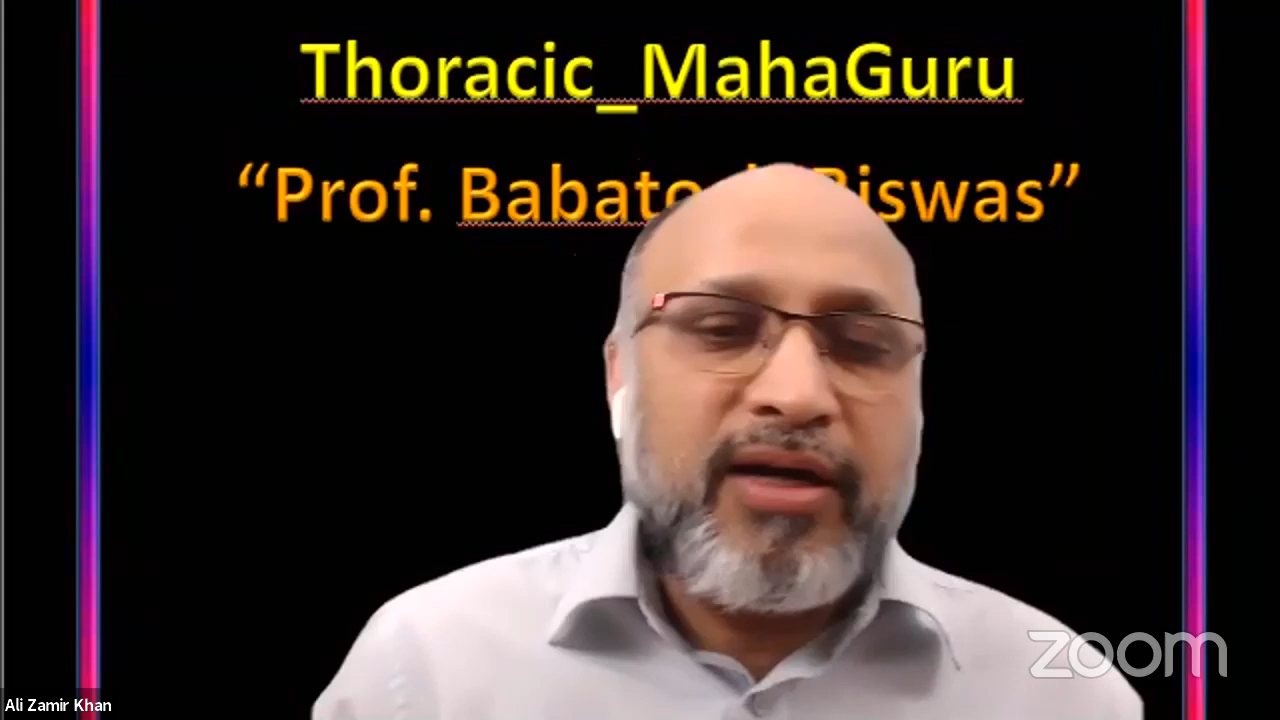 Thoracic_MahaGuru
“Prof. Biswas”
zoom
Ali Zamir Khan